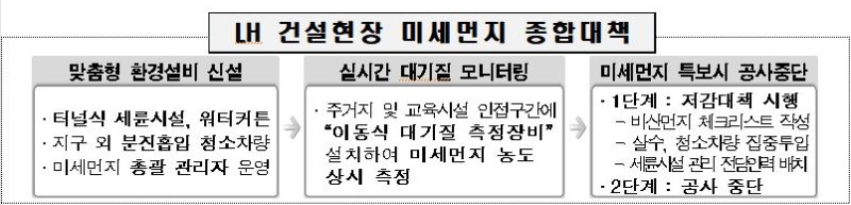 LH 건설현장 미세먼지 종합대책
맞춤형 환경설비 신설
· 터널식 세륜시설, 워터커튼
· 지구 외 분진흡입 청소차량
· 미세먼지 총괄 관리자 운영
실시간 대기질 모니터링
· 주거지 및 교육시설 인접구간에
“이동식 대기질 측정장비”
설치하여 미세먼지 농도
상시 측정
미세먼지 특보시 공사중단
· 1단계 : 저감대책 시행
– 비산먼지 체크리스트 작성
– 살수, 청소차량 집중투입
– 세륜시설 관리 전담인력 배치
· 2단계 : 공사 중단